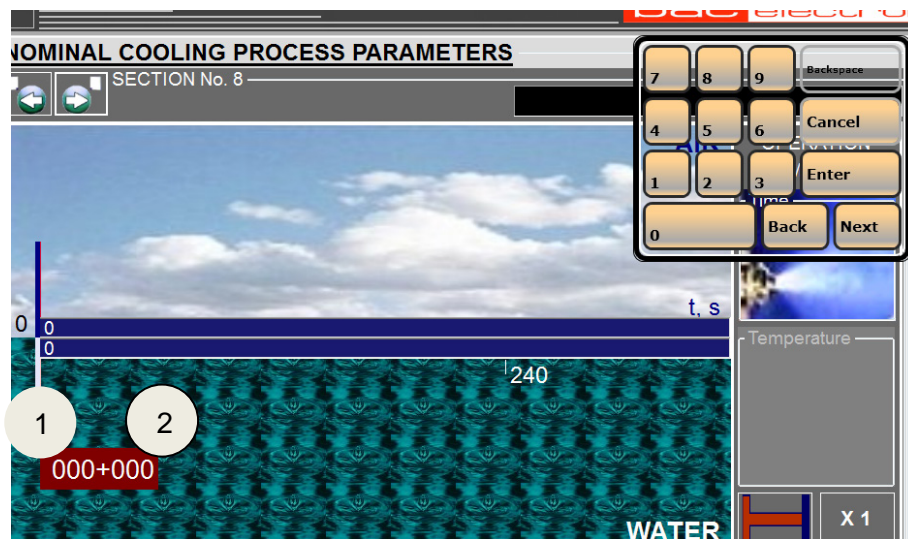 NOMINAL COOLING PROCESS PARAMETERS
SECTION No. 8
7 8 9 Backspace
4 5 6 Cancel
1 2 3 Enter
0 Back Next
t, s
0
0
0
240
Temperature
1
2
000+000
WATER
X 1